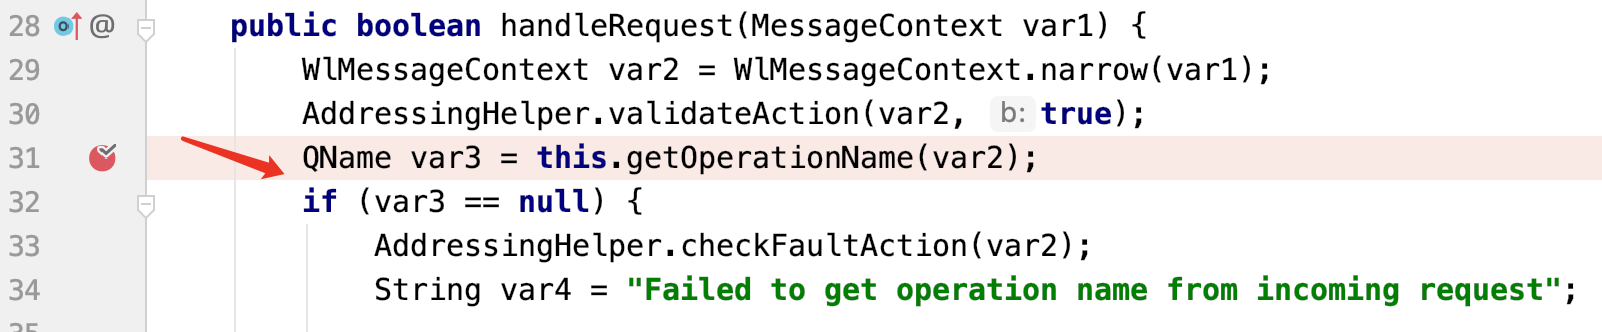 28 @ public boolean handleRequest(MessageContext var1) {
29 WlMessageContext var2 = WlMessageContext.narrow(var1);
30 AddressingHelper.validateAction(var2, b: true);
31 QName var3 = this.getOperationName(var2);
32 if (var3 == null) {
33 AddressingHelper.checkFaultAction(var2);
34 String var4 = "Failed to get operation name from incoming request";